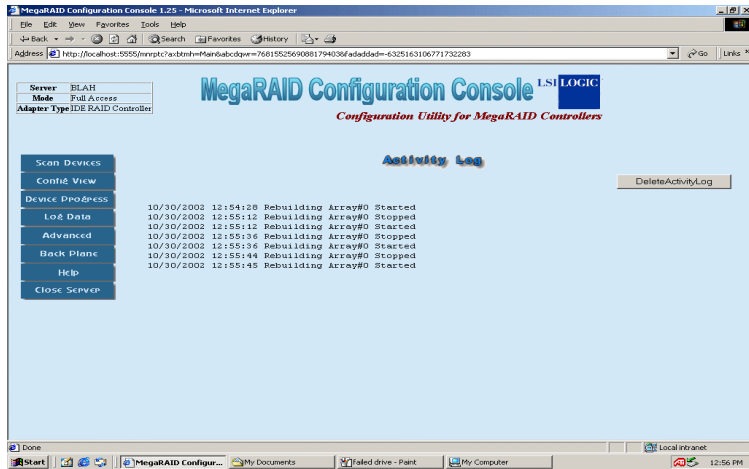 MegaRAID Configuration Console 1.25 - Microsoft Internet Explorer
File Edit View Favorites Tools Help
Back Search Favorites History
Address http://localhost:5555/mnrptc?axbtmh=Main&abcdqwr=76815525690881794036&fadaddad=-6325163106771732283 Go Links »
Server BLAH
Mode Full Access
Adapter Type IDE RAID Controller
MegaRAID Configuration Console LSI LOGIC
Configuration Utility for MegaRAID Controllers
Activity Log
DeleteActivityLog
Scan Devices
Config View
Device Progress
Log Data
Advanced
Back Plane
Help
Close Server
10/30/2002 12:54:28 Rebuilding Array#0 Started
10/30/2002 12:55:12 Rebuilding Array#0 Stopped
10/30/2002 12:55:12 Rebuilding Array#0 Started
10/30/2002 12:55:36 Rebuilding Array#0 Stopped
10/30/2002 12:55:36 Rebuilding Array#0 Started
10/30/2002 12:55:44 Rebuilding Array#0 Stopped
10/30/2002 12:55:45 Rebuilding Array#0 Started
Done Local intranet
Start MegaRAID Configur... My Documents Failed drive - Paint My Computer 12:56 PM